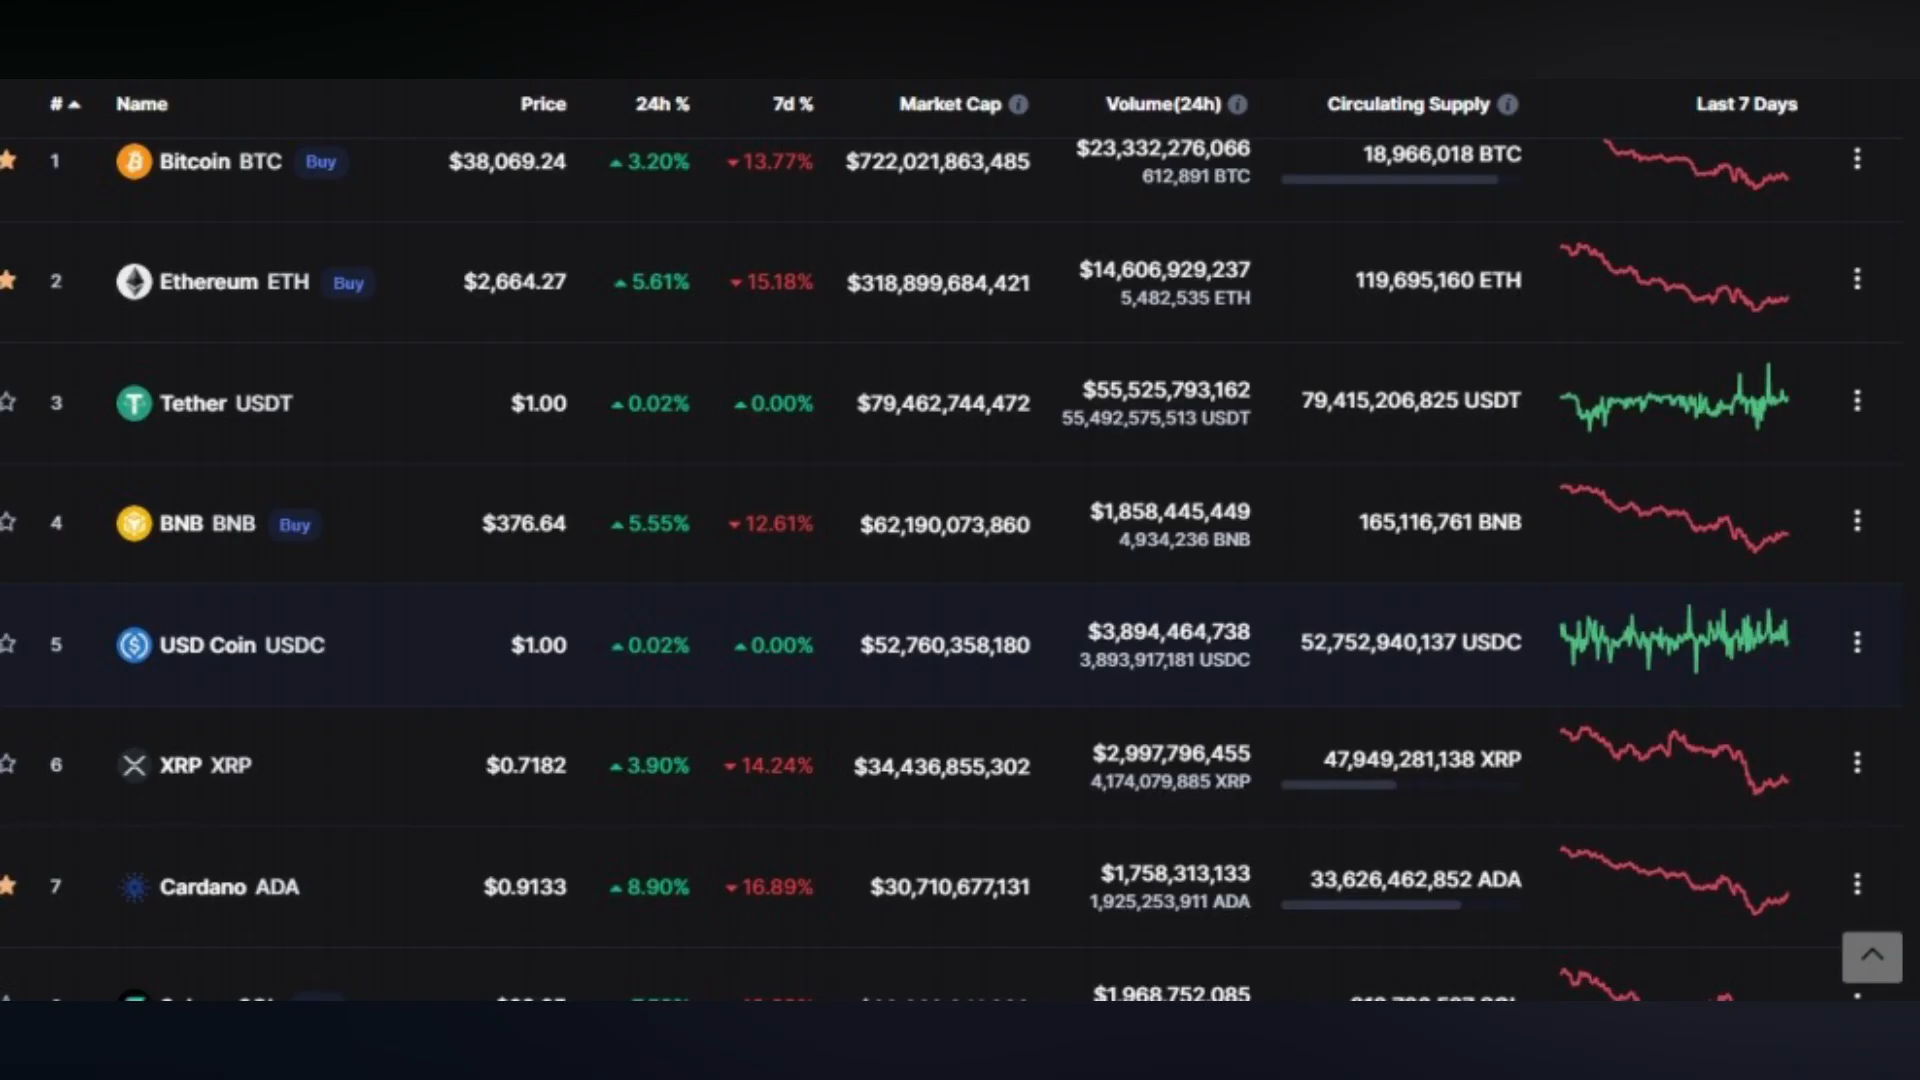 # Name Price 24h % 7d % Market Cap Volume(24h) Circulating Supply Last 7 Days
1 Bitcoin BTC Buy $38,069.24 3.20% 13.77% $722,021,863,485 $23,332,276,066 18,966,018 BTC
612,891 BTC
2 Ethereum ETH Buy $2,664.27 5.61% 15.18% $318,899,684,421 $14,606,929,237 119,695,160 ETH
5,482,535 ETH
3 Tether USDT $1.00 0.02% 0.00% $79,462,744,472 $55,525,793,162 79,415,206,825 USDT
55,492,575,513 USDT
4 BNB BNB Buy $376.64 5.55% 12.61% $62,190,073,860 $1,858,445,449 165,116,761 BNB
4,934,236 BNB
5 USD Coin USDC $1.00 0.02% 0.00% $52,760,358,180 $3,894,464,738 52,752,940,137 USDC
3,893,917,181 USDC
6 XRP XRP $0.7182 3.90% 14.24% $34,436,855,302 $2,997,796,455 47,949,281,138 XRP
4,174,079,885 XRP
7 Cardano ADA $0.9133 8.90% 16.89% $30,710,677,131 $1,758,313,133 33,626,462,852 ADA
1,925,253,911 ADA
$1,968,752,085